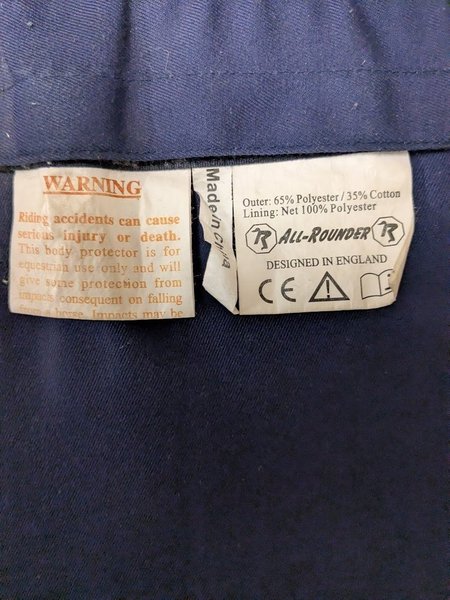 WARNING
Riding accidents can cause
serious injury or death.
This body protector is for
equestrian use only and will
give some protection from
impacts consequent on falling
from a horse. Impacts may be
Made in China
Outer: 65% Polyester / 35% Cotton
Lining: Net 100% Polyester
R ALL-ROUNDER R
DESIGNED IN ENGLAND
CE